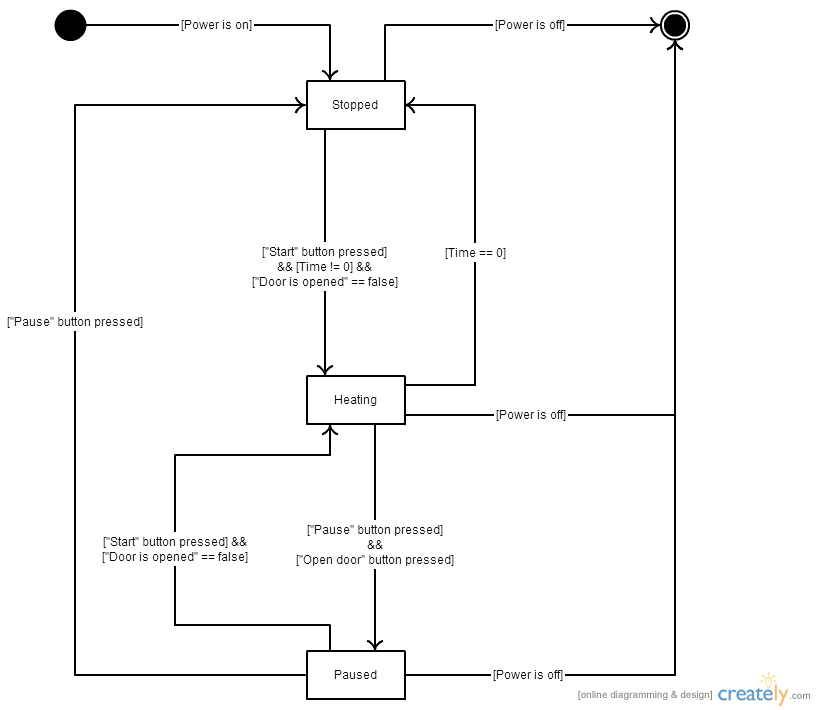 [Power is on]
[Power is off]
Stopped
["Start" button pressed]
&& [Time != 0] &&
["Door is opened" == false]
[Time == 0]
["Pause" button pressed]
Heating
[Power is off]
["Start" button pressed] &&
["Door is opened" == false]
["Pause" button pressed]
&&
["Open door" button pressed]
Paused
[Power is off]
[online diagramming & design] creately.com